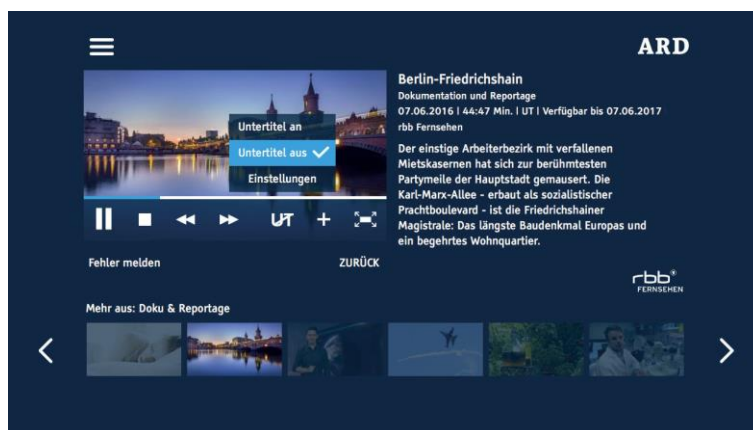 ARD
Untertitel an
Untertitel aus
Einstellungen
UT
Fehler melden
ZURÜCK
Berlin-Friedrichshain
Dokumentation und Reportage
07.06.2016 | 44:47 Min. | UT | Verfügbar bis 07.06.2017
rbb Fernsehen
Der einstige Arbeiterbezirk mit verfallenen
Mietskasernen hat sich zur berühmtesten
Partymeile der Hauptstadt gemausert. Die
Karl-Marx-Allee - erbaut als sozialistischer
Prachtboulevard - ist die Friedrichshainer
Magistrale: Das längste Baudenkmal Europas und
ein begehrtes Wohnquartier.
rbb
FERNSEHEN
Mehr aus: Doku & Reportage